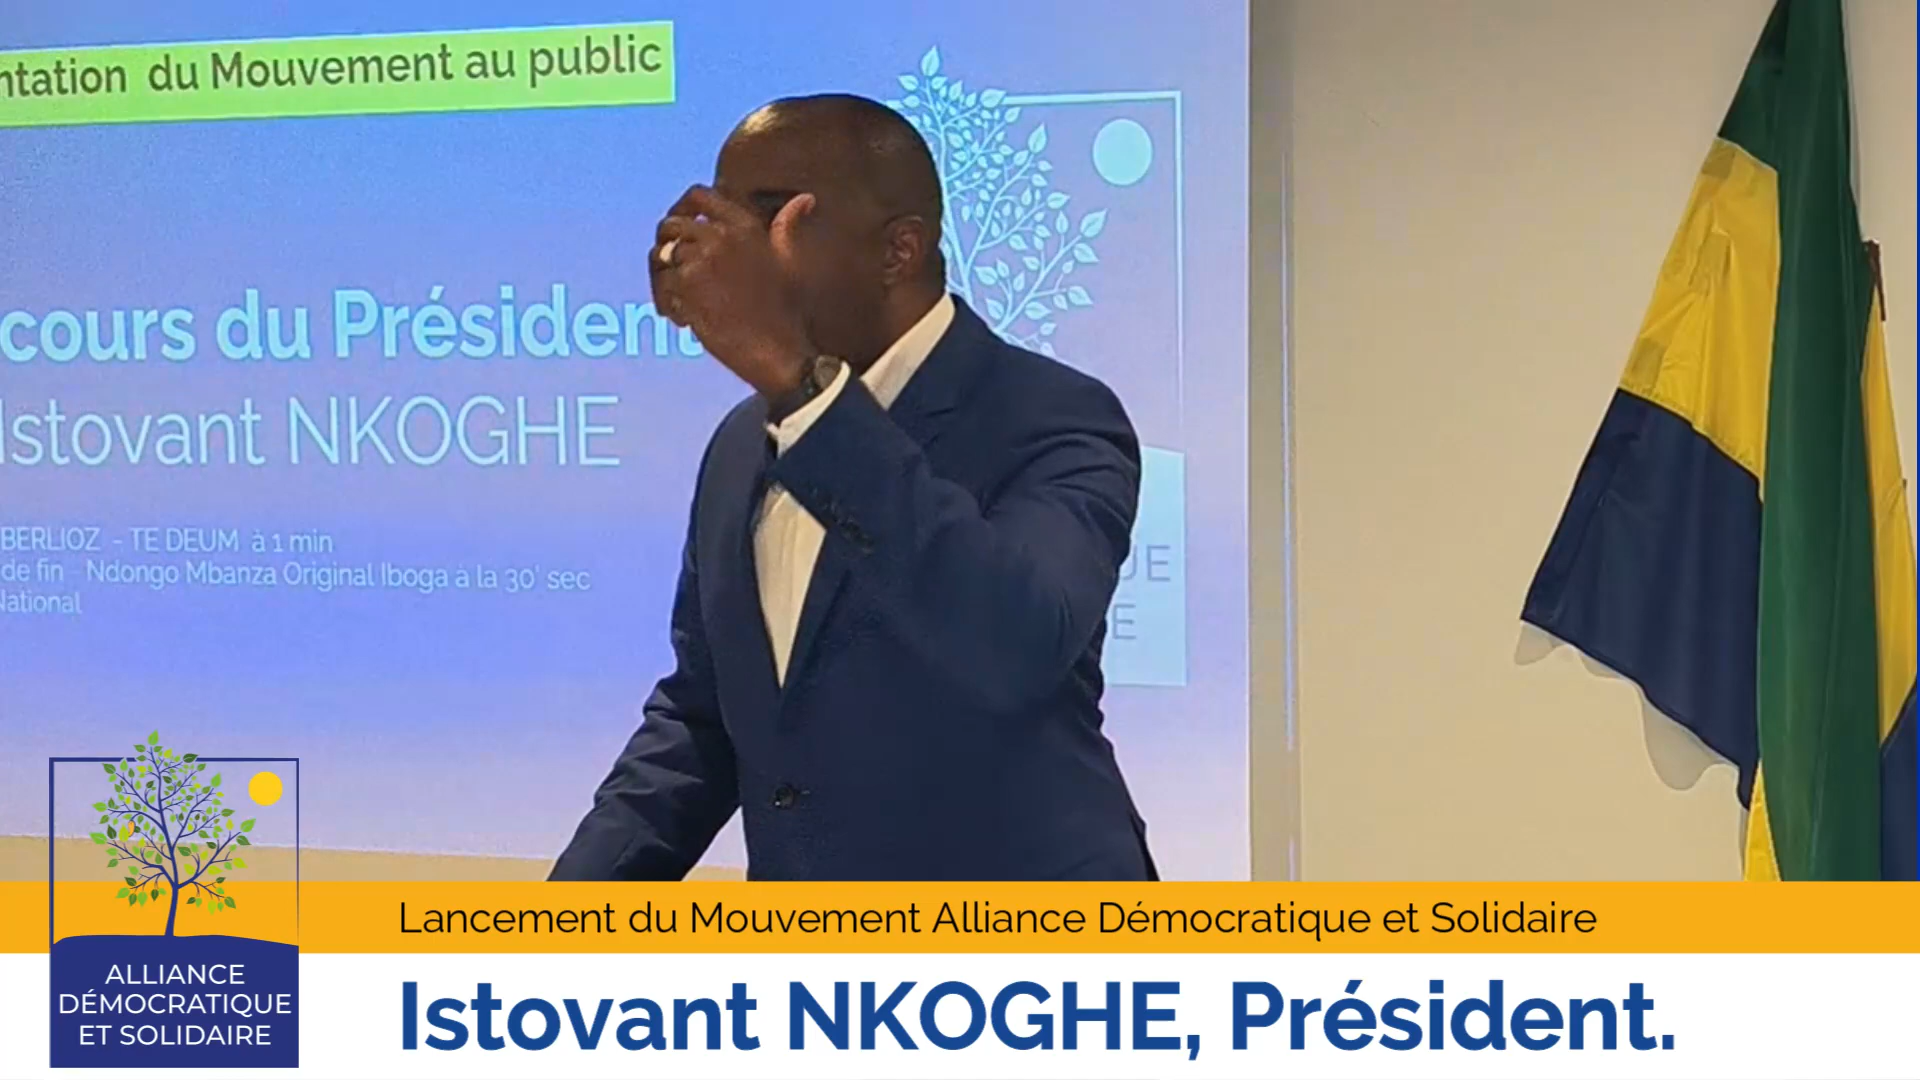 ntation du Mouvement au public
cours du Présiden
Istovant NKOGHE
BERLIOZ - TE DEUM à 1 min
de fin - Ndongo Mbanza Original Iboga à la 30' sec
National
UE
E
Lancement du Mouvement Alliance Démocratique et Solidaire
ALLIANCE
DÉMOCRATIQUE
ET SOLIDAIRE
Istovant NKOGHE, Président.